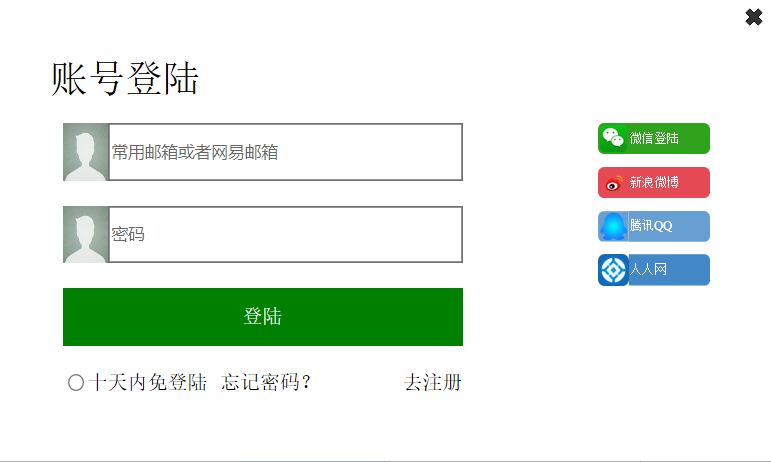 账号登陆
常用邮箱或者网易邮箱
密码
登陆
十天内免登陆 忘记密码? 去注册
微信登陆
新浪微博
腾讯QQ
人人网